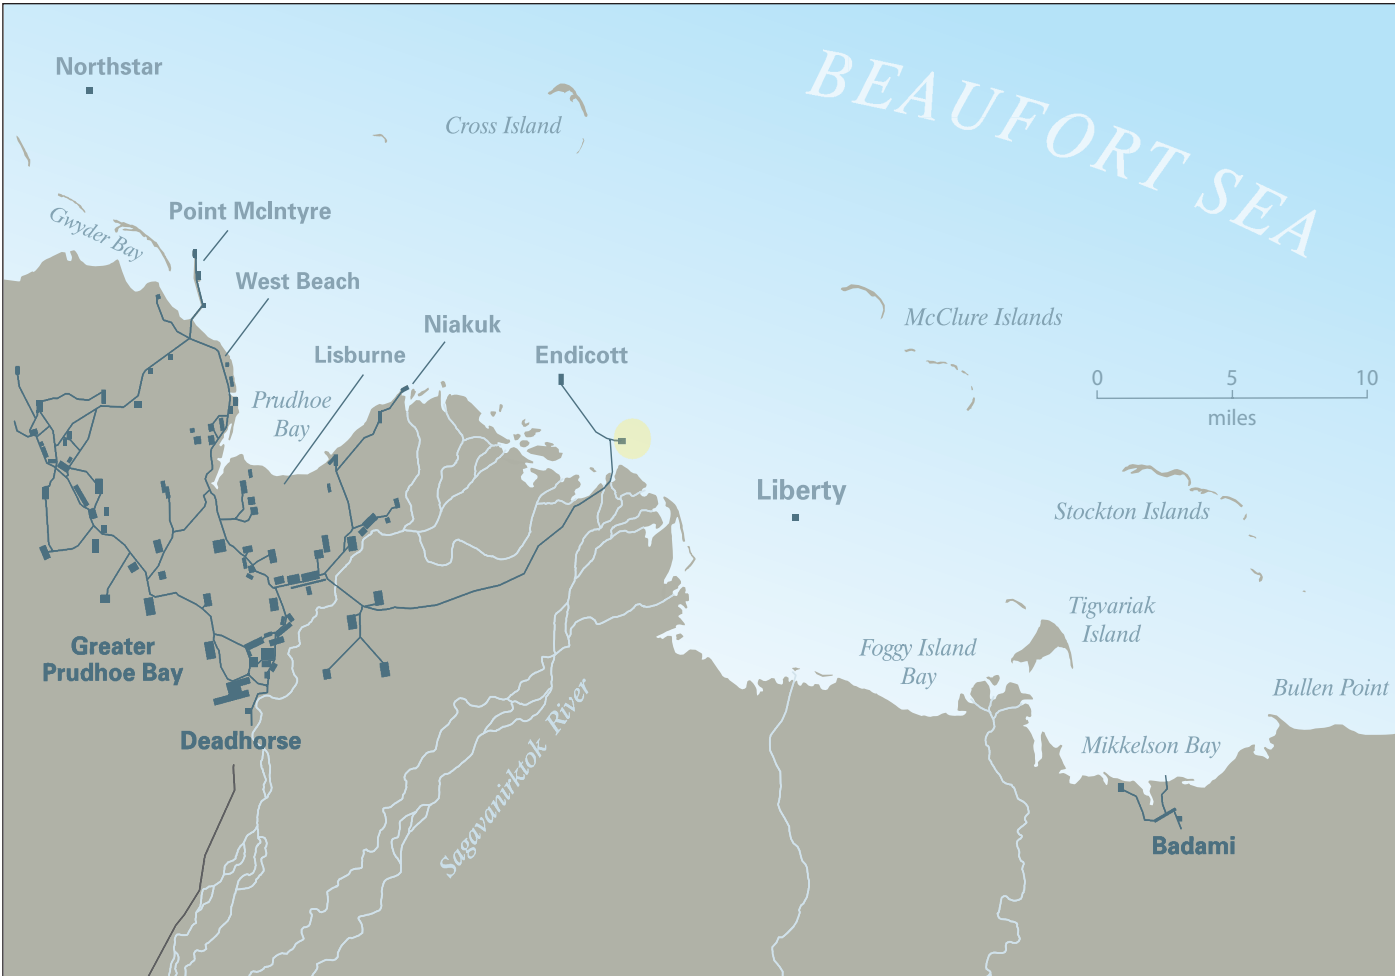 Northstar
BEAUFORT SEA
Cross Island
Point McIntyre
Gwyder Bay
West Beach
Niakuk
McClure Islands
Lisburne
Endicott
0 5 10
miles
Prudhoe
Bay
Liberty
Stockton Islands
Tigvariak
Island
Greater
Prudhoe Bay
Foggy Island
Bay
Bullen Point
Deadhorse
Mikkelson Bay
Sagavanirktok River
Badami